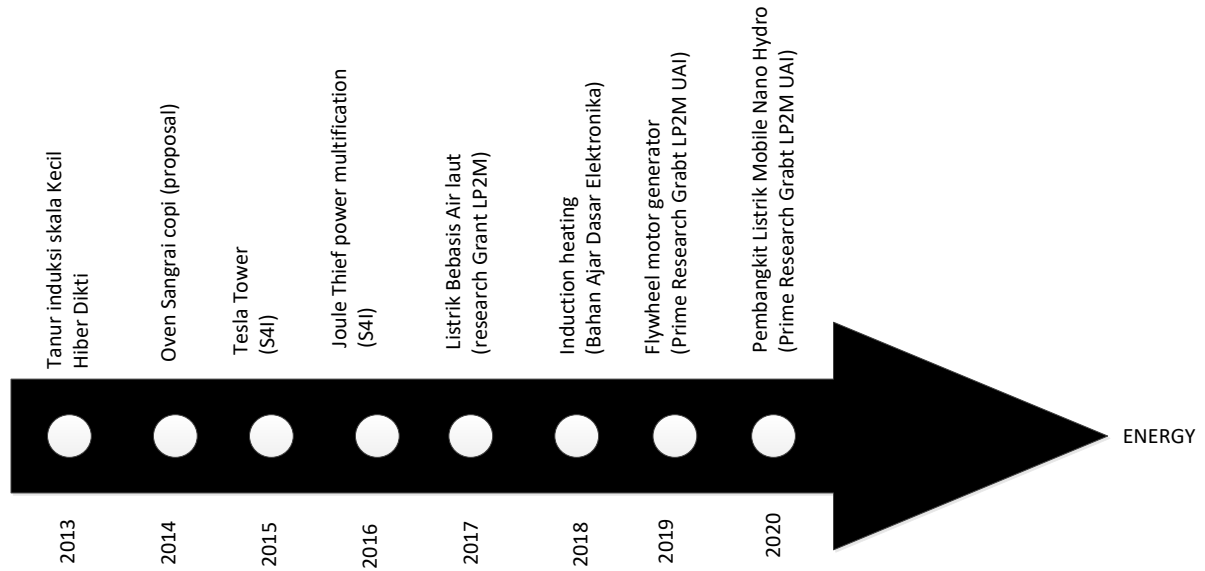 Tanur induksi skala Kecil
Hiber Dikti
Oven Sangrai copi (proposal)
Tesla Tower
(S4I)
Joule Thief power multification
(S4I)
Listrik Bebasis Air laut
(research Grant LP2M)
Induction heating
(Bahan Ajar Dasar Elektronika)
Flywheel motor generator
(Prime Research Grabt LP2M UAI)
Pembangkit Listrik Mobile Nano Hydro
(Prime Research Grabt LP2M UAI)
ENERGY
2013
2014
2015
2016
2017
2018
2019
2020